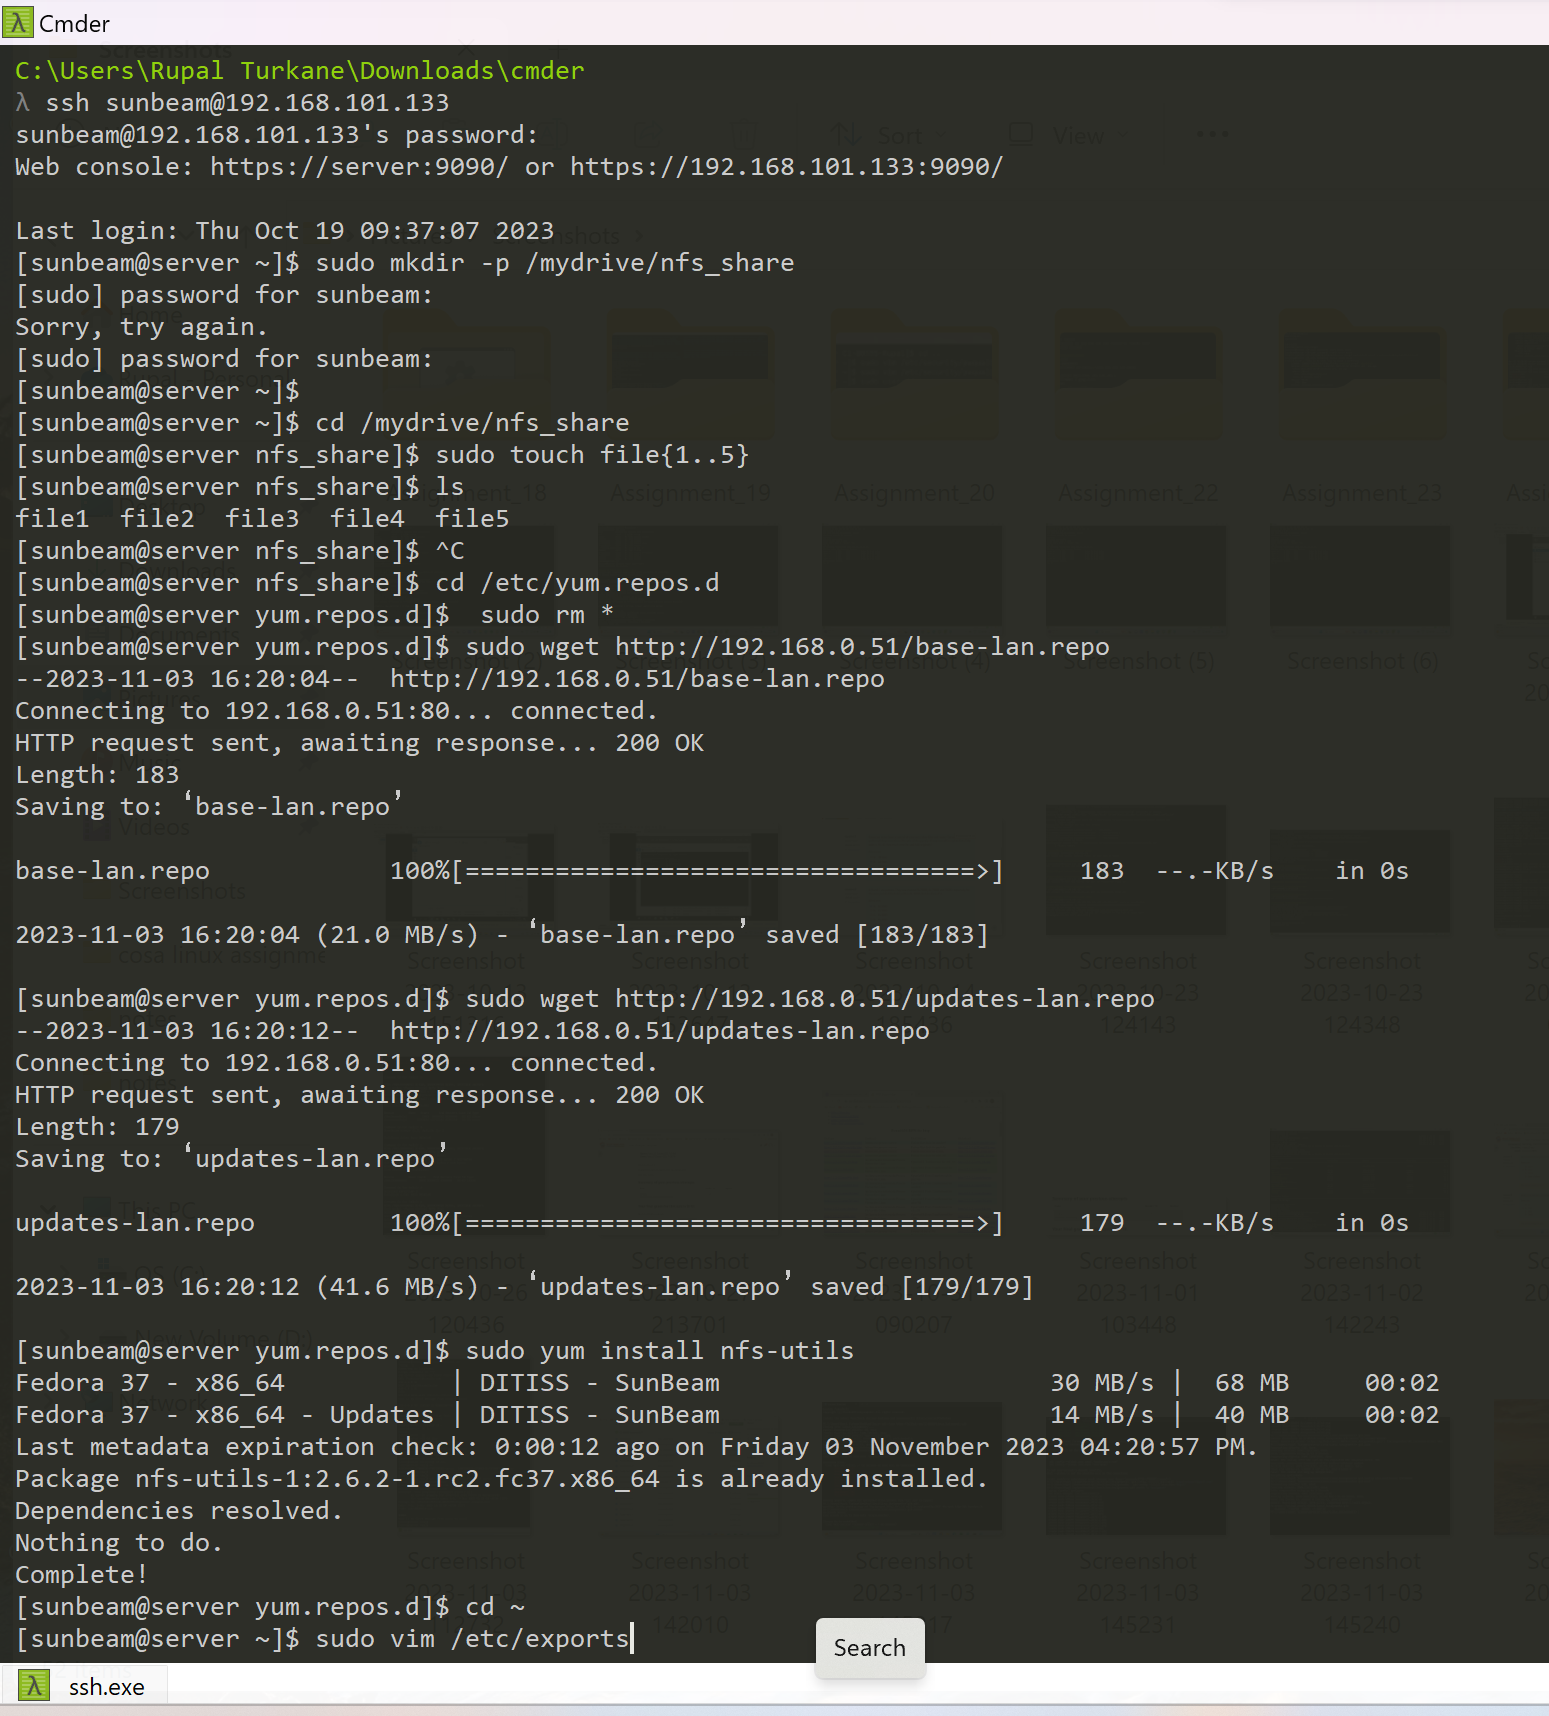 Cmder
C:\Users\Rupal Turkane\Downloads\cmder
λ ssh sunbeam@192.168.101.133
sunbeam@192.168.101.133's password:
Web console: https://server:9090/ or https://192.168.101.133:9090/
Last login: Thu Oct 19 09:37:07 2023
[sunbeam@server ~]$ sudo mkdir -p /mydrive/nfs_share
[sudo] password for sunbeam:
Sorry, try again.
[sudo] password for sunbeam:
[sunbeam@server ~]$
[sunbeam@server ~]$ cd /mydrive/nfs_share
[sunbeam@server nfs_share]$ sudo touch file{1..5}
[sunbeam@server nfs_share]$ ls
file1  file2  file3  file4  file5
[sunbeam@server nfs_share]$ ^C
[sunbeam@server nfs_share]$ cd /etc/yum.repos.d
[sunbeam@server yum.repos.d]$  sudo rm *
[sunbeam@server yum.repos.d]$ sudo wget http://192.168.0.51/base-lan.repo
--2023-11-03 16:20:04--  http://192.168.0.51/base-lan.repo
Connecting to 192.168.0.51:80... connected.
HTTP request sent, awaiting response... 200 OK
Length: 183
Saving to: ‘base-lan.repo’
base-lan.repo            100%[==================================>]     183  --.-KB/s    in 0s
2023-11-03 16:20:04 (21.0 MB/s) - ‘base-lan.repo’ saved [183/183]
[sunbeam@server yum.repos.d]$ sudo wget http://192.168.0.51/updates-lan.repo
--2023-11-03 16:20:12--  http://192.168.0.51/updates-lan.repo
Connecting to 192.168.0.51:80... connected.
HTTP request sent, awaiting response... 200 OK
Length: 179
Saving to: ‘updates-lan.repo’
updates-lan.repo         100%[==================================>]     179  --.-KB/s    in 0s
2023-11-03 16:20:12 (41.6 MB/s) - ‘updates-lan.repo’ saved [179/179]
[sunbeam@server yum.repos.d]$ sudo yum install nfs-utils
Fedora 37 - x86_64           | DITISS - SunBeam                      30 MB/s |  68 MB     00:02
Fedora 37 - x86_64 - Updates | DITISS - SunBeam                      14 MB/s |  40 MB     00:02
Last metadata expiration check: 0:00:12 ago on Friday 03 November 2023 04:20:57 PM.
Package nfs-utils-1:2.6.2-1.rc2.fc37.x86_64 is already installed.
Dependencies resolved.
Nothing to do.
Complete!
[sunbeam@server yum.repos.d]$ cd ~
[sunbeam@server ~]$ sudo vim /etc/exports
Search
ssh.exe